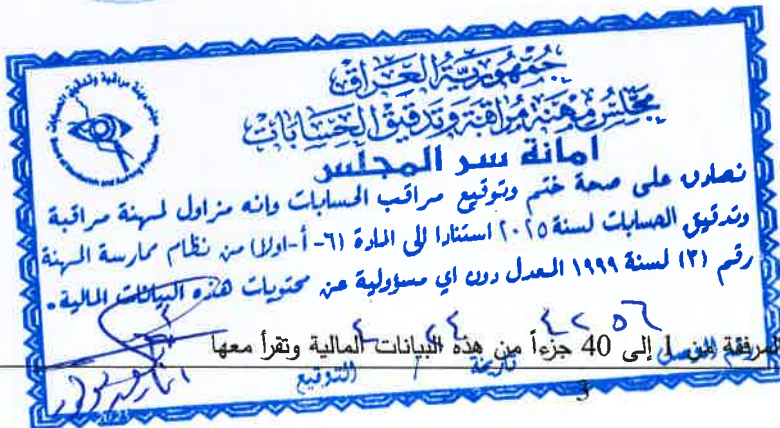 جمهورية العراق
مجلس مهنة مراقبة وتدقيق الحسابات
امانة سر المجلس
نصادق على صحة ختم وتوقيع مراقب الحسابات وانه مزاول لمهنة مراقبة
وتدقيق الحسابات لسنة ٢٠٢٥ استنادا الى المادة (٦- أ-اولا) من نظام ممارسة المهنة
رقم (٣) لسنة ١٩٩٩ المعدل دون اي مسؤولية عن محتويات هذه البيانات المالية.
المرفقة من 1 إلى 40 جزءاً من هذه البيانات المالية وتقرأ معها
تاريخه / التوقيع
3